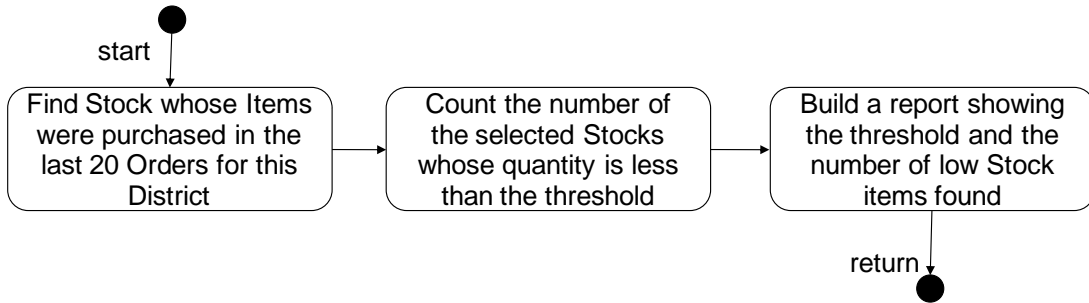 start
Find Stock whose Items
were purchased in the
last 20 Orders for this
District
Count the number of
the selected Stocks
whose quantity is less
than the threshold
Build a report showing
the threshold and the
number of low Stock
items found
return